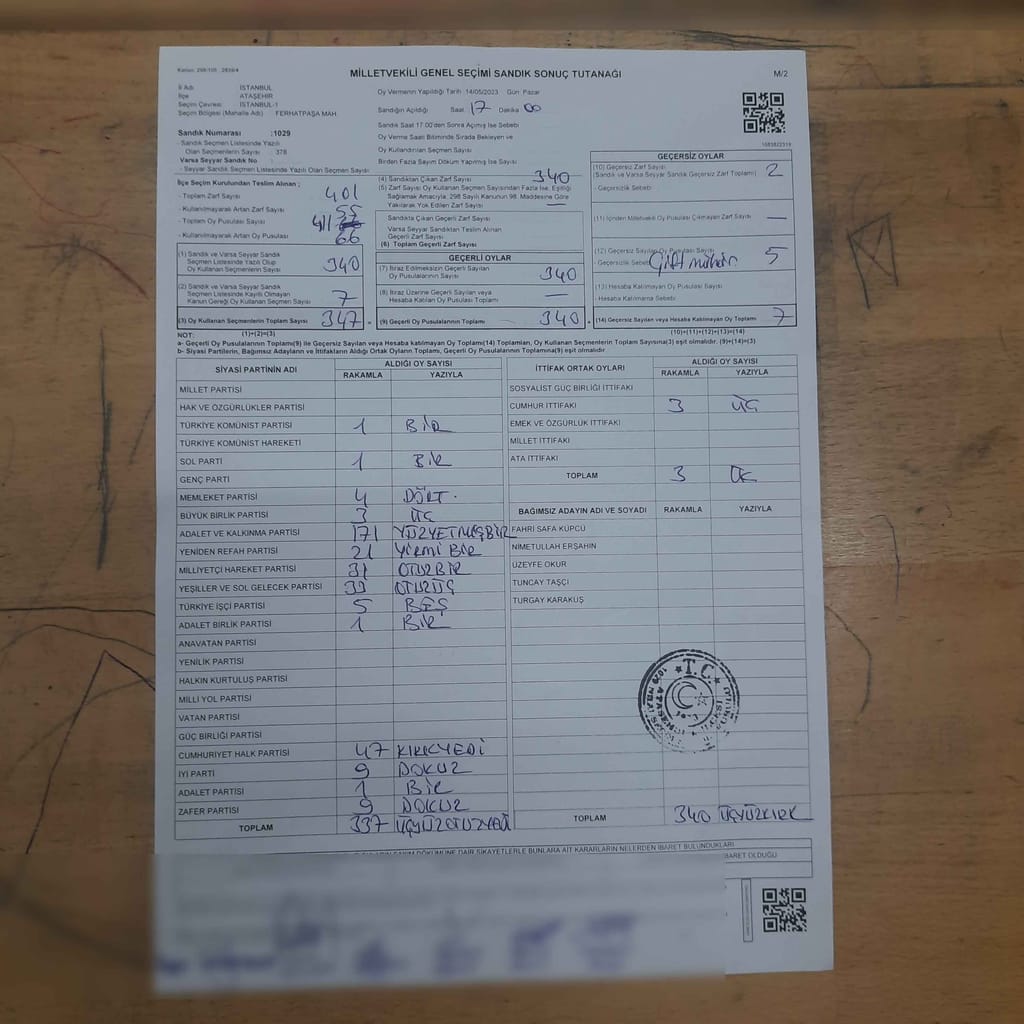 MİLLETVEKİLİ GENEL SEÇİMİ SANDIK SONUÇ TUTANAĞI
M/2
İl Adı İSTANBUL
İlçe ATAŞEHİR
Seçim Çevresi İSTANBUL-1
Seçim Bölgesi (Mahalle Adı) FERHATPAŞA MAH.
Oy Vermenin Yapıldığı Tarih 14/05/2023 Gün Pazar
Sandığın Açıldığı Saat 17 Dakika 00
Sandık Saat 17:00'den Sonra Açılmış İse Sebebi
Oy Verme Saati Bitiminde Sırada Bekleyen ve
Oy Kullandırılan Seçmen Sayısı
Birden Fazla Sayım Döküm Yapılmış İse Sayısı
Sandık Numarası :1029
- Sandık Seçmen Listesinde Yazılı
Olan Seçmen Sayısı : 378
Varsa Seyyar Sandık No
- Seyyar Sandık Seçmen Listesinde Yazılı Olan Seçmen Sayısı
İlçe Seçim Kurulundan Teslim Alınan ;
- Toplam Zarf Sayısı 401
- Kullanılmayarak Artan Zarf Sayısı 55
- Toplam Oy Pusulası Sayısı 411
- Kullanılmayarak Artan Oy Pusulası 66
(1) Sandık ve Varsa Seyyar Sandık
Seçmen Listesinde Yazılı Olup
Oy Kullanan Seçmenlerin Sayısı 340
(2) Sandık ve Varsa Seyyar Sandık
Seçmen Listesinde Kayıtlı Olmayan
Kanun Gereği Oy Kullanan Seçmen Sayısı 7
(3) Oy Kullanan Seçmenlerin Toplam Sayısı 347
(4) Sandıktan Çıkan Zarf Sayısı 340
(5) Zarf Sayısı Oy Kullanan Seçmen Sayısından Fazla İse, Eşitliği
Sağlamak Amacıyla, 298 Sayılı Kanunun 98. Maddesine Göre
Yakılarak Yok Edilen Zarf Sayısı —
Sandıkta Çıkan Geçerli Zarf Sayısı
Varsa Seyyar Sandıktan Teslim Alınan
Geçerli Zarf Sayısı
(6) Toplam Geçerli Zarf Sayısı
GEÇERLİ OYLAR
(7) İtiraz Edilmeksizin Geçerli Sayılan
Oy Pusulalarının Sayısı 340
(8) İtiraz Üzerine Geçerli Sayılan veya
Hesaba Katılan Oy Pusulası Toplamı —
(9) Geçerli Oy Pusulalarının Toplamı 340
GEÇERSİZ OYLAR
(10) Geçersiz Zarf Sayısı 2
(Sandık ve Varsa Seyyar Sandık Geçersiz Zarf Toplamı)
- Geçersizlik Sebebi
(11) İçinden Milletvekili Oy Pusulası Çıkmayan Zarf Sayısı —
(12) Geçersiz Sayılan Oy Pusulası Sayısı 5
- Geçersizlik Sebebi Çift mühür
(13) Hesaba Katılmayan Oy Pusulası Sayısı
- Hesaba Katılmama Sebebi
(14) Geçersiz Sayılan veya Hesaba Katılmayan Oy Toplamı 7
NOT: (1)+(2)=(3) (10)+(11)+(12)+(13)=(14)
a- Geçerli Oy Pusulasının Toplamı(9) ile Geçersiz Sayılan veya Hesaba Katılmayan Oy Toplamı(14) Toplamları, Oy Kullanan Seçmenlerin Toplam Sayısına(3) eşit olmalıdır. (9)+(14)=(3)
b- Siyasi Partilerin, Bağımsız Adayların ve İttifakların Aldığı Ortak Oyların Toplamı, Geçerli Oy Pusulalarının Toplamına(9) eşit olmalıdır
SİYASİ PARTİNİN ADI ALDIĞI OY SAYISI
RAKAMLA YAZIYLA
MİLLET PARTİSİ
HAK VE ÖZGÜRLÜKLER PARTİSİ
TÜRKİYE KOMÜNİST PARTİSİ 1 BİR
TÜRKİYE KOMÜNİST HAREKETİ
SOL PARTİ 1 BİR
GENÇ PARTİ
MEMLEKET PARTİSİ 4 DÖRT.
BÜYÜK BİRLİK PARTİSİ 3 ÜÇ
ADALET VE KALKINMA PARTİSİ 171 YÜZYETMİŞBİR
YENİDEN REFAH PARTİSİ 21 YİRMİ BİR
MİLLİYETÇİ HAREKET PARTİSİ 31 OTUZBİR
YEŞİLLER VE SOL GELECEK PARTİSİ 33 OTUZÜÇ
TÜRKİYE İŞÇİ PARTİSİ 5 BEŞ
ADALET BİRLİK PARTİSİ 1 BİR
ANAVATAN PARTİSİ
YENİLİK PARTİSİ
HALKIN KURTULUŞ PARTİSİ
MİLLİ YOL PARTİSİ
VATAN PARTİSİ
GÜÇ BİRLİĞİ PARTİSİ
CUMHURİYET HALK PARTİSİ 47 KIRKYEDİ
İYİ PARTİ 9 DOKUZ
ADALET PARTİSİ 1 BİR
ZAFER PARTİSİ 9 DOKUZ
TOPLAM 337 ÜÇYÜZOTUZYEDİ
İTTİFAK ORTAK OYLARI ALDIĞI OY SAYISI
RAKAMLA YAZIYLA
SOSYALİST GÜÇ BİRLİĞİ İTTİFAKI
CUMHUR İTTİFAKI 3 ÜÇ
EMEK VE ÖZGÜRLÜK İTTİFAKI
MİLLET İTTİFAKI
ATA İTTİFAKI
TOPLAM 3 ÜÇ
BAĞIMSIZ ADAYIN ADI VE SOYADI RAKAMLA YAZIYLA
FAHRİ SAFA KÜPCÜ
NİMETULLAH ERŞAHİN
ÜZEYFE OKUR
TUNCAY TAŞÇI
TURGAY KARAKUŞ
T.C.
TOPLAM 340 ÜÇYÜZKIRK
DÖKÜMÜNE DAİR ŞİKAYETLERLE BUNLARA AİT KARARLARIN NELERDEN İBARET BULUNDUKLARI
İBARET OLDUĞU